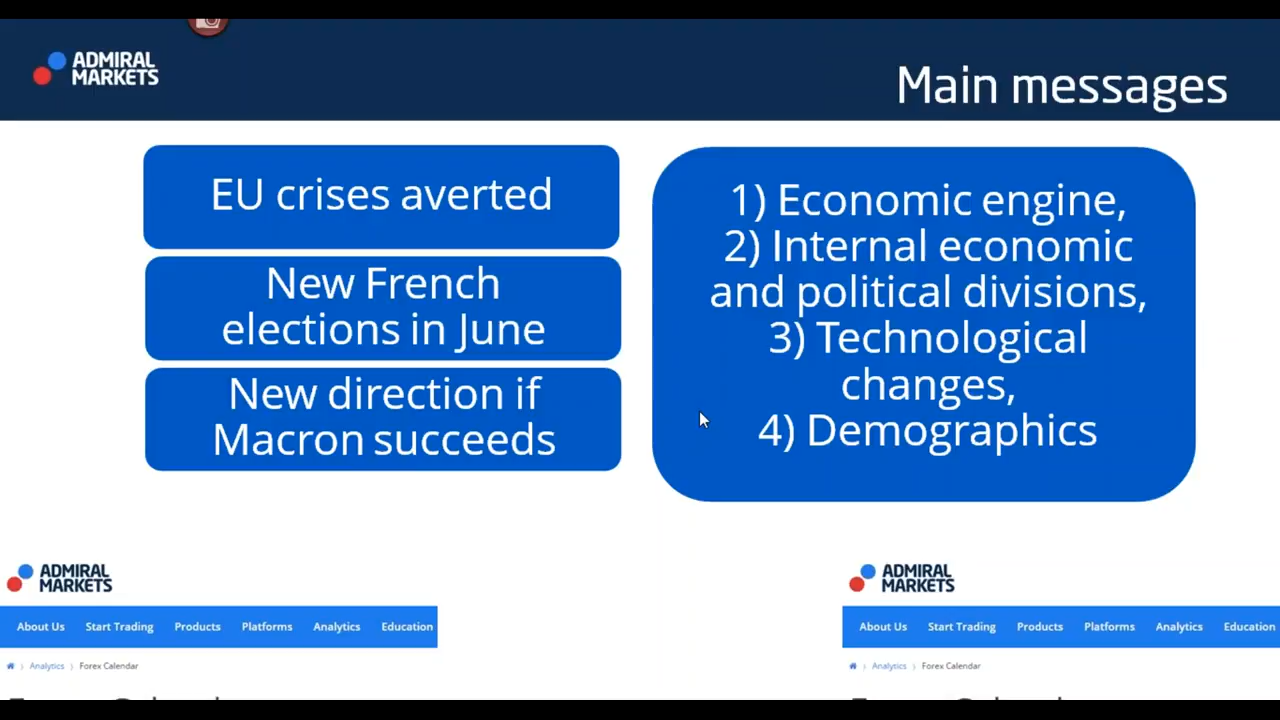 ADMIRAL
MARKETS
Main messages
EU crises averted
New French
elections in June
New direction if
Macron succeeds
1) Economic engine,
2) Internal economic
and political divisions,
3) Technological
changes,
4) Demographics
ADMIRAL
MARKETS
About Us Start Trading Products Platforms Analytics Education
Analytics Forex Calendar
ADMIRAL
MARKETS
About Us Start Trading Products Platforms Analytics Education
Analytics Forex Calendar